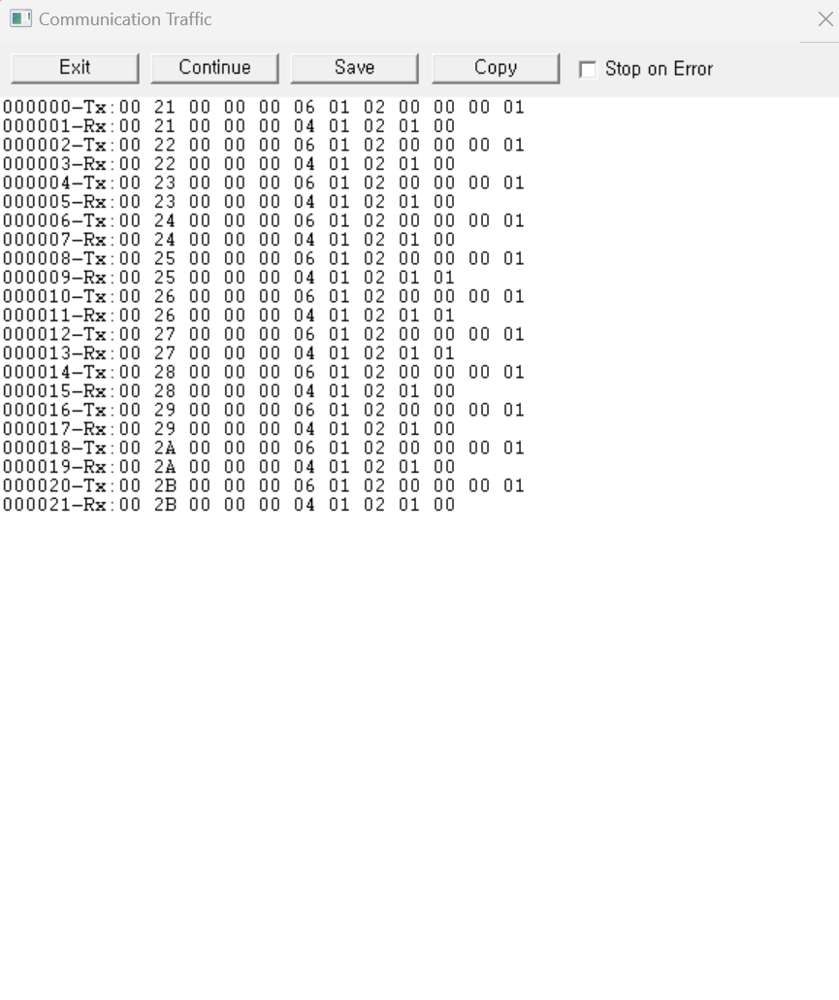 Communication Traffic
Exit Continue Save Copy Stop on Error
000000-Tx:00 21 00 00 00 06 01 02 00 00 00 01
000001-Rx:00 21 00 00 00 04 01 02 01 00
000002-Tx:00 22 00 00 00 06 01 02 00 00 00 01
000003-Rx:00 22 00 00 00 04 01 02 01 00
000004-Tx:00 23 00 00 00 06 01 02 00 00 00 01
000005-Rx:00 23 00 00 00 04 01 02 01 00
000006-Tx:00 24 00 00 00 06 01 02 00 00 00 01
000007-Rx:00 24 00 00 00 04 01 02 01 00
000008-Tx:00 25 00 00 00 06 01 02 00 00 00 01
000009-Rx:00 25 00 00 00 04 01 02 01 01
000010-Tx:00 26 00 00 00 06 01 02 00 00 00 01
000011-Rx:00 26 00 00 00 04 01 02 01 01
000012-Tx:00 27 00 00 00 06 01 02 00 00 00 01
000013-Rx:00 27 00 00 00 04 01 02 01 01
000014-Tx:00 28 00 00 00 06 01 02 00 00 00 01
000015-Rx:00 28 00 00 00 04 01 02 01 00
000016-Tx:00 29 00 00 00 06 01 02 00 00 00 01
000017-Rx:00 29 00 00 00 04 01 02 01 00
000018-Tx:00 2A 00 00 00 06 01 02 00 00 00 01
000019-Rx:00 2A 00 00 00 04 01 02 01 00
000020-Tx:00 2B 00 00 00 06 01 02 00 00 00 01
000021-Rx:00 2B 00 00 00 04 01 02 01 00